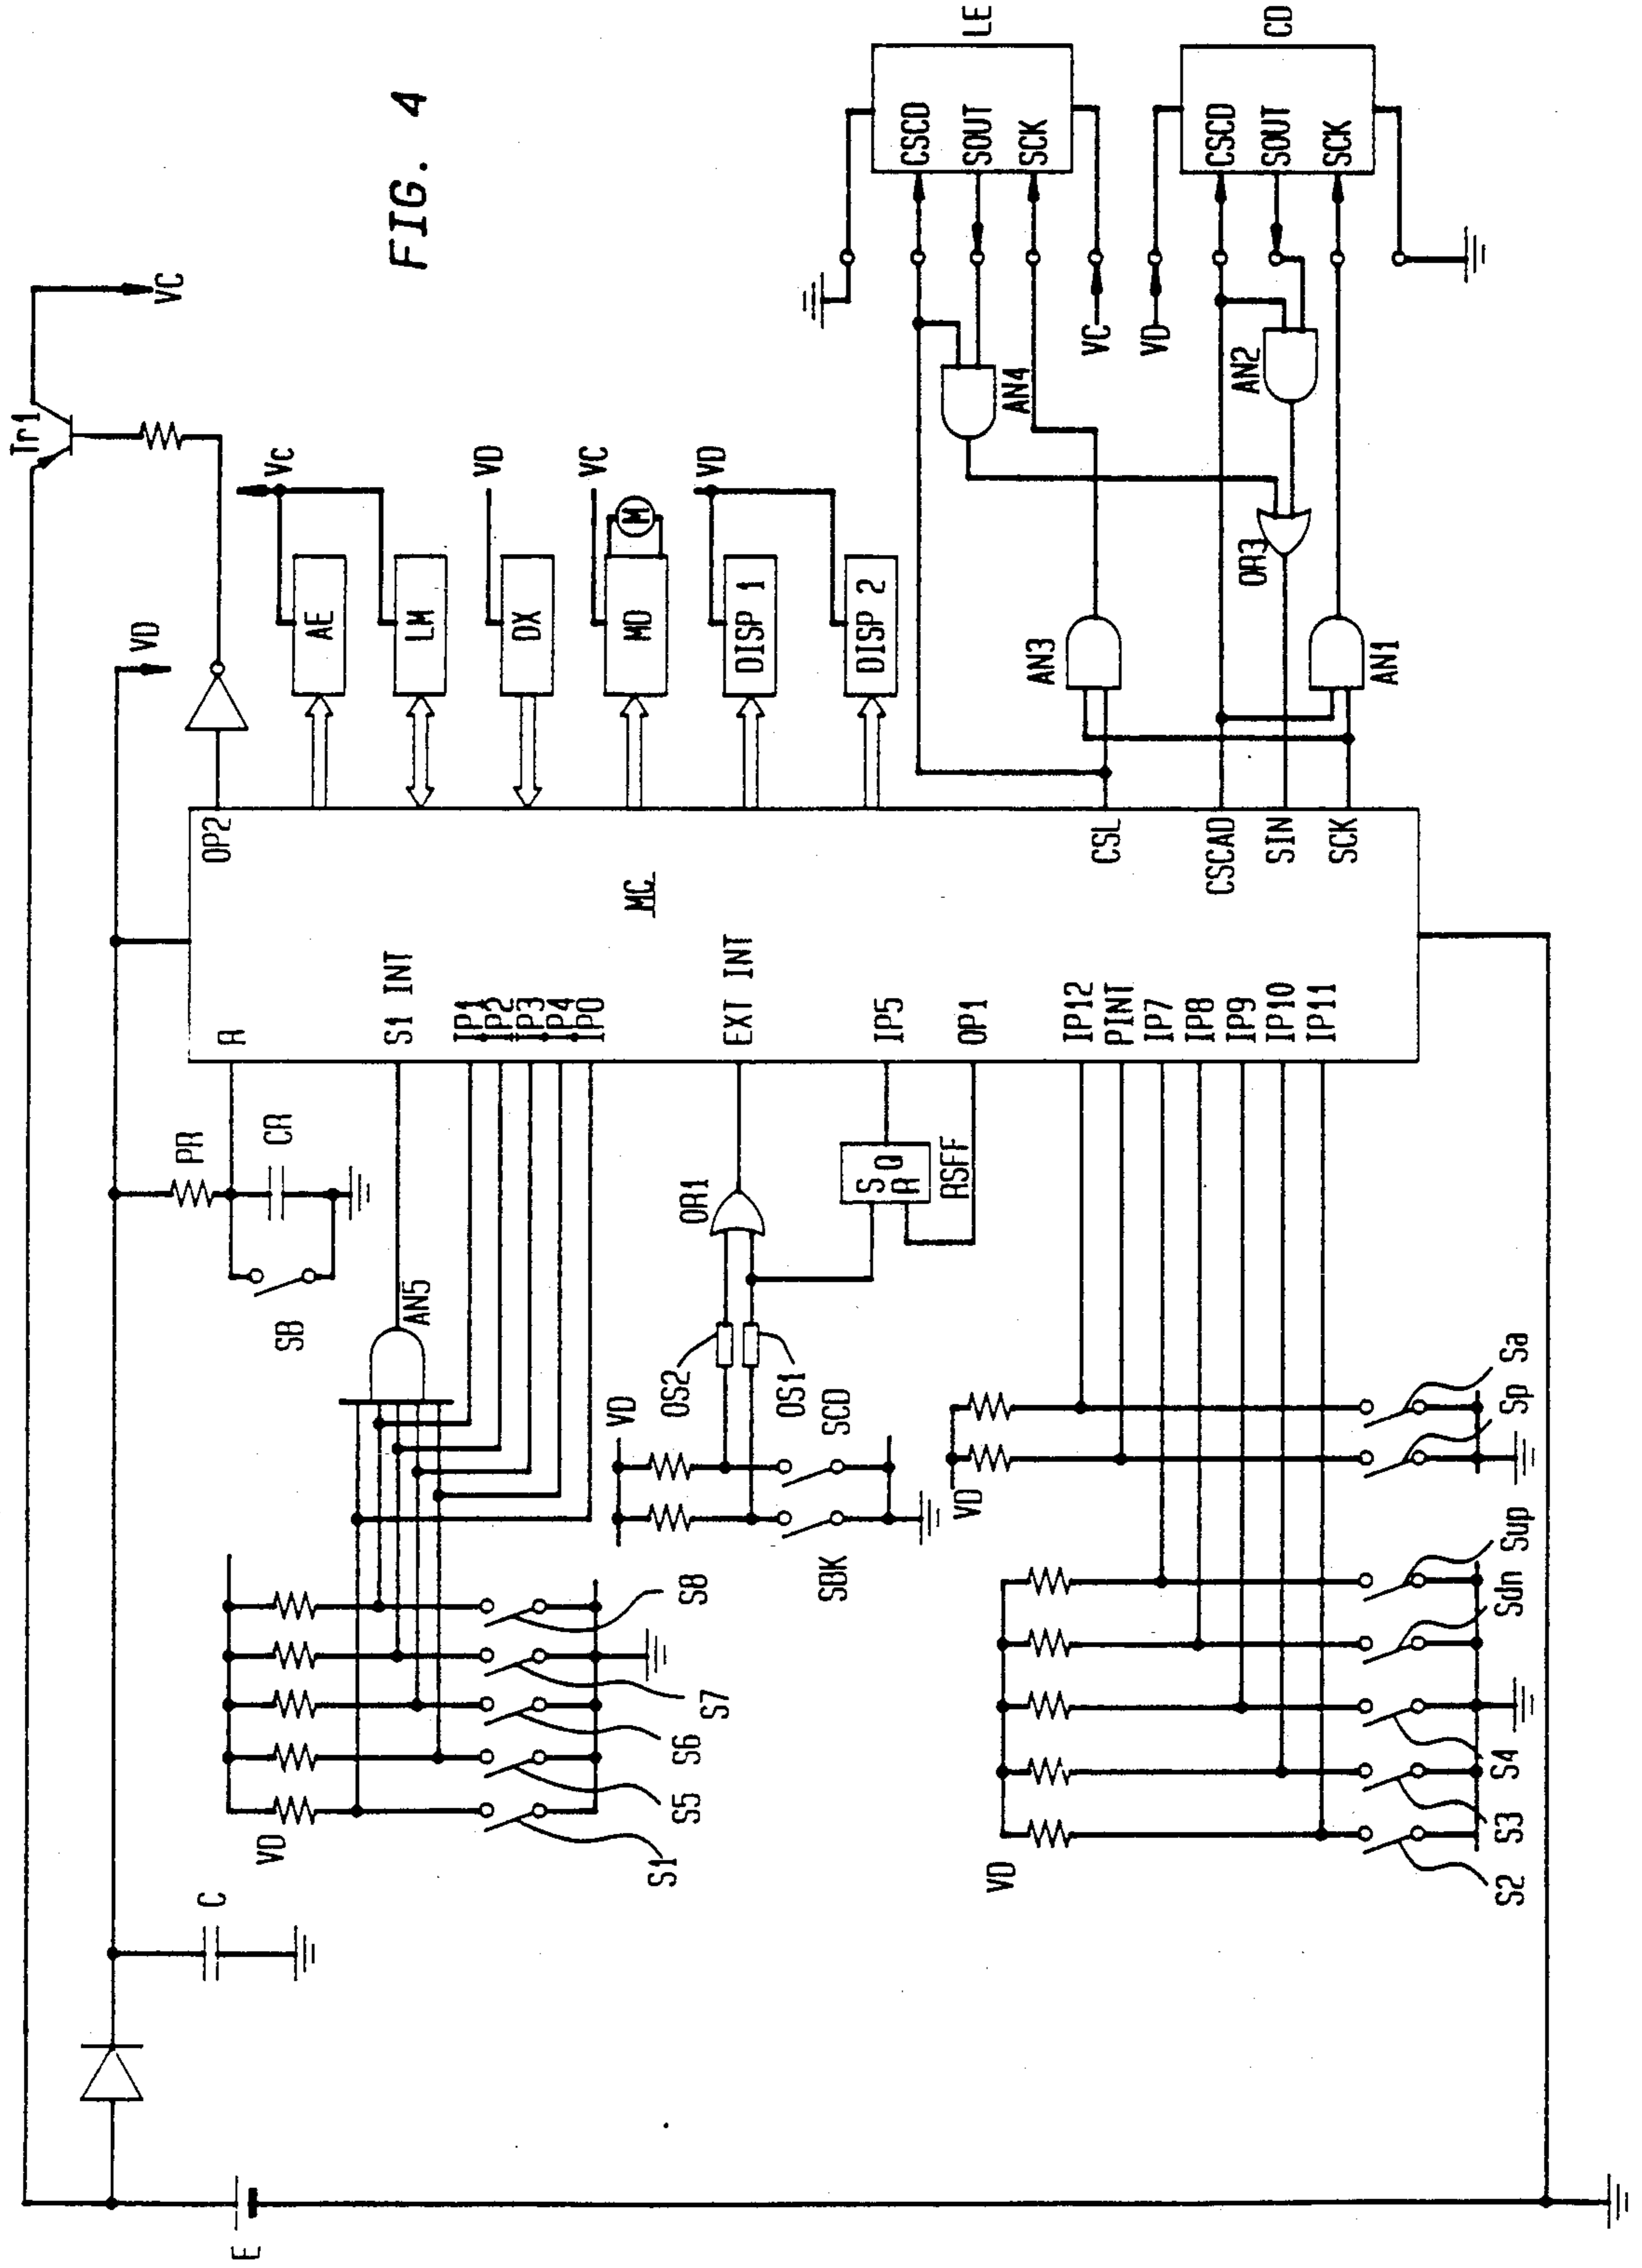 FIG. 4
E
C
Tr1
VC
VD
OP2
R
S1 INT
IP1
IP2
IP3
IP4
IP0
EXT INT
IP5
OP1
IP12
PINT
IP7
IP8
IP9
IP10
IP11
MC
CSL
CSCAD
SIN
SCK
PR
CR
SB
AN5
VD
S1
S5
S6
S7
S8
VD
OS2
OS1
OR1
SCD
SBK
S
Q
R
RSFF
VD
Sa
Sp
VD
Sup
Sdn
S4
S3
S2
Vc
AE
LM
VD
DX
VC
MD
M
VD
DISP 1
DISP 2
AN3
AN1
AN4
AN2
OR3
VC
VD
CSCD
SOUT
SCK
LE
CSCD
SOUT
SCK
CD